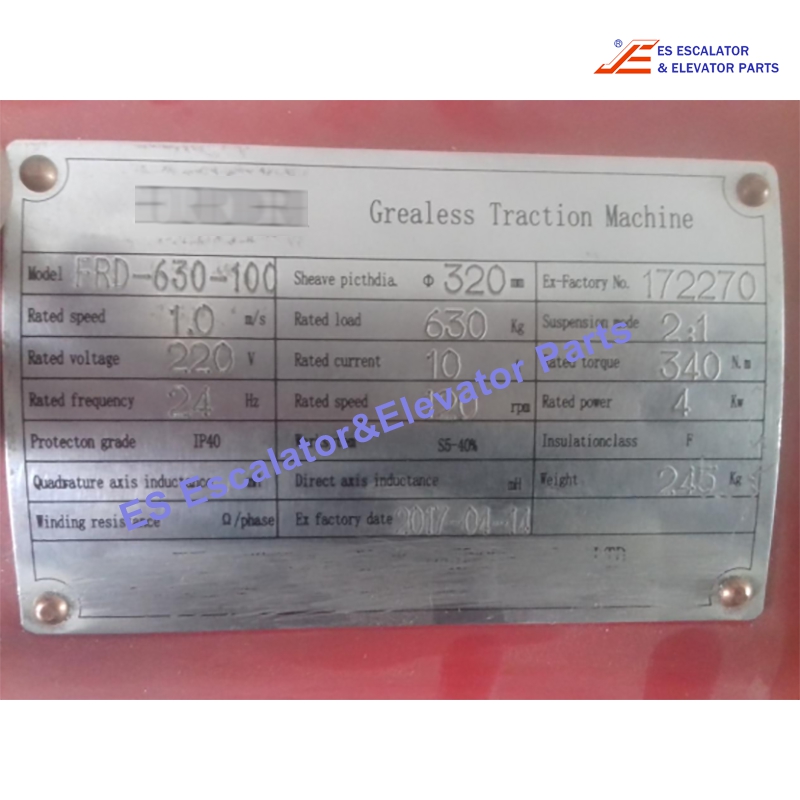 ® ES ESCALATOR
& ELEVATOR PARTS
Grealess Traction Machine
Model FRD-630-100 Sheave picthdia. Φ 320 mm Ex-Factory No. 172270
Rated speed 1.0 m/s Rated load 630 Kg Suspension mode 2:1
Rated voltage 220 V Rated current 10 Rated torque 340 N.m
Rated frequency 24 Hz Rated speed 120 rpm Rated power 4 Kw
Protecton grade IP40 S5-40% Insulationclass F
Quadrature axis inductance mH Direct axis inductance mH Weight 245 Kg
Winding resistance Ω/phase Ex factory date 2017-04-14
LTD
ES Escalator&Elevator Parts